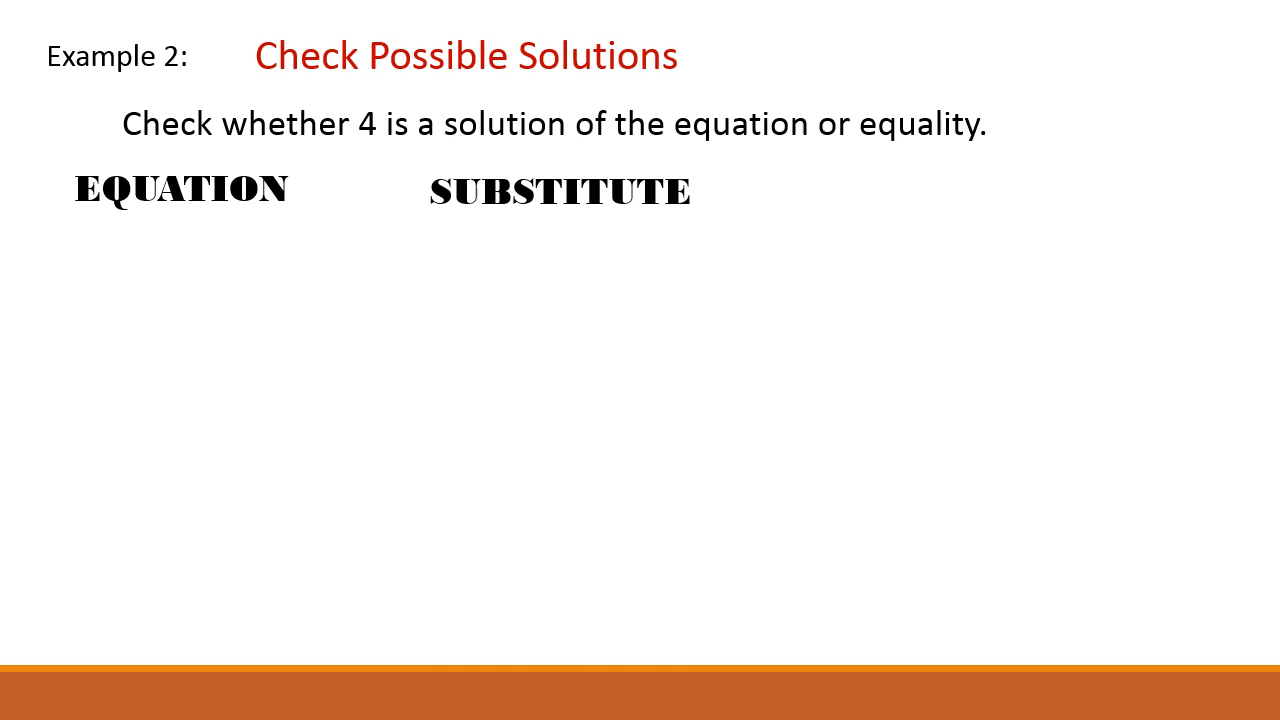 Example 2: Check Possible Solutions
Check whether 4 is a solution of the equation or equality.
EQUATION SUBSTITUTE